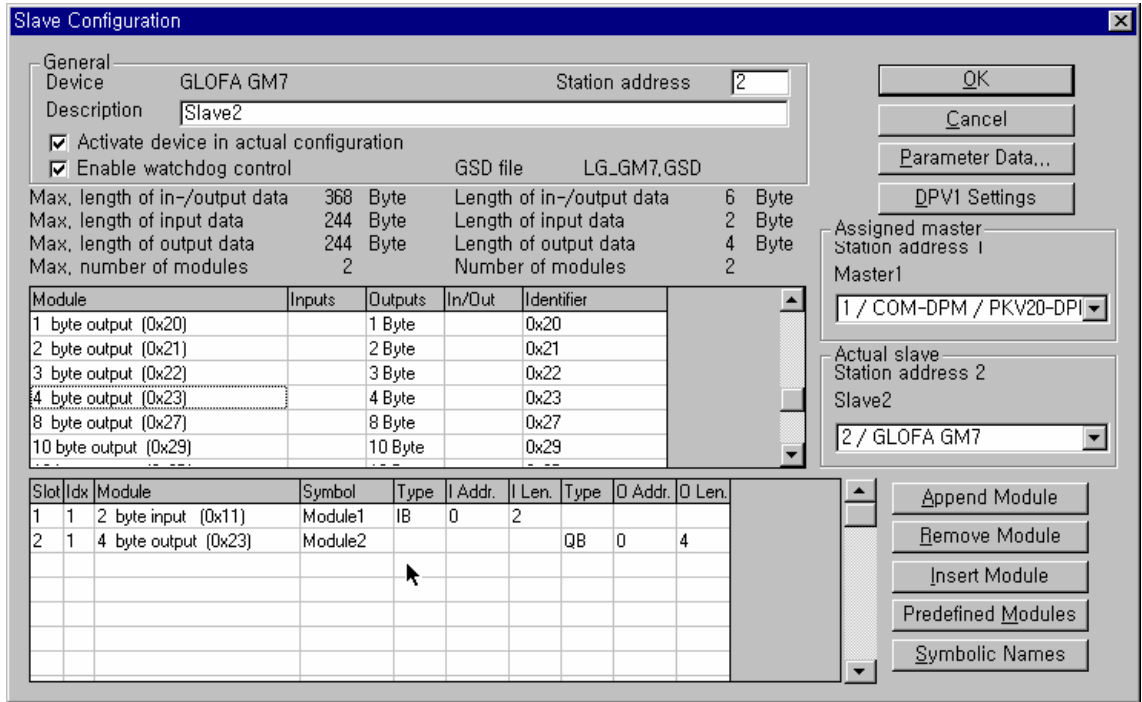 Slave Configuration
General
Device GLOFA GM7 Station address 2
Description Slave2
Activate device in actual configuration
Enable watchdog control GSD file LG_GM7,GSD
Max, length of in-/output data 368 Byte Length of in-/output data 6 Byte
Max, length of input data 244 Byte Length of input data 2 Byte
Max, length of output data 244 Byte Length of output data 4 Byte
Max, number of modules 2 Number of modules 2
Module Inputs Outputs In/Out Identifier
1 byte output (0x20) 1 Byte 0x20
2 byte output (0x21) 2 Byte 0x21
3 byte output (0x22) 3 Byte 0x22
4 byte output (0x23) 4 Byte 0x23
8 byte output (0x27) 8 Byte 0x27
10 byte output (0x29) 10 Byte 0x29
Slot Idx Module Symbol Type I Addr. I Len. Type O Addr. O Len.
1 1 2 byte input (0x11) Module1 IB 0 2
2 1 4 byte output (0x23) Module2 QB 0 4
OK
Cancel
Parameter Data,,,
DPV1 Settings
Assigned master
Station address 1
Master1
1 / COM-DPM / PKV20-DPI
Actual slave
Station address 2
Slave2
2 / GLOFA GM7
Append Module
Remove Module
Insert Module
Predefined Modules
Symbolic Names